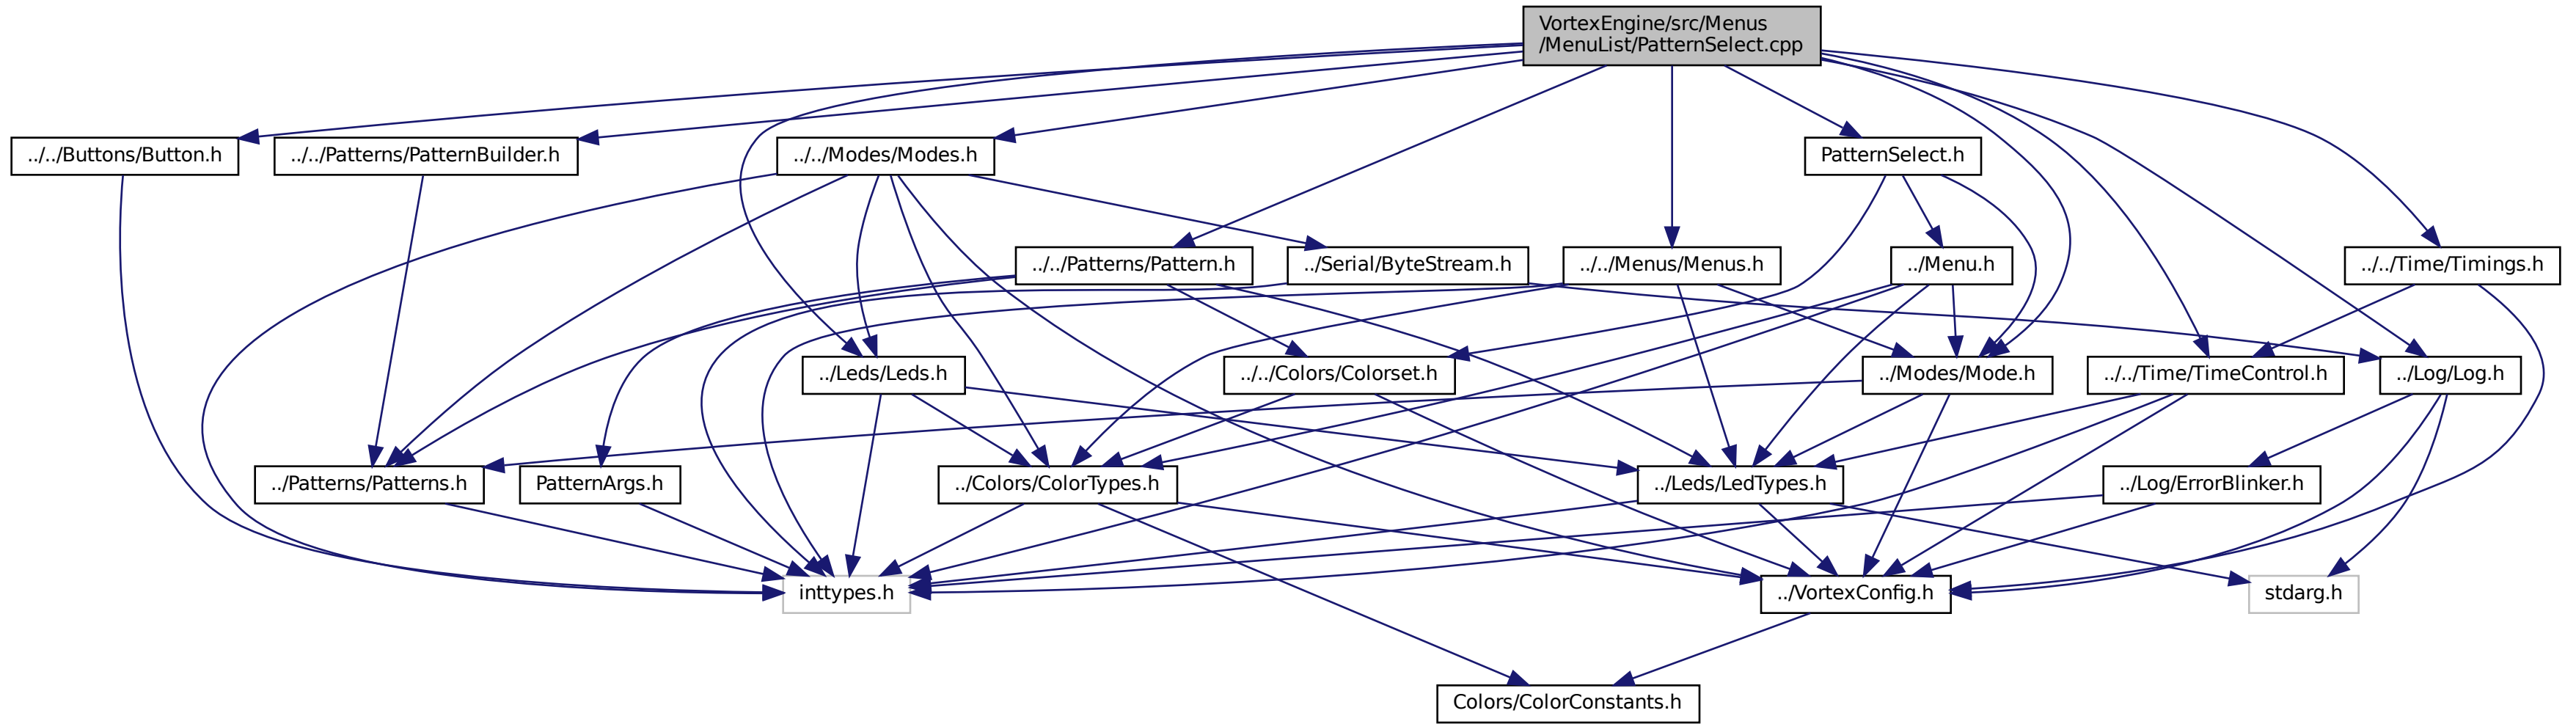 VortexEngine/src/Menus
/MenuList/PatternSelect.cpp
../../Buttons/Button.h
../../Patterns/PatternBuilder.h
../../Modes/Modes.h
PatternSelect.h
../../Patterns/Pattern.h
../Serial/ByteStream.h
../../Menus/Menus.h
../Menu.h
../../Time/Timings.h
../Leds/Leds.h
../../Colors/Colorset.h
../Modes/Mode.h
../../Time/TimeControl.h
../Log/Log.h
../Patterns/Patterns.h
PatternArgs.h
../Colors/ColorTypes.h
../Leds/LedTypes.h
../Log/ErrorBlinker.h
inttypes.h
../VortexConfig.h
stdarg.h
Colors/ColorConstants.h